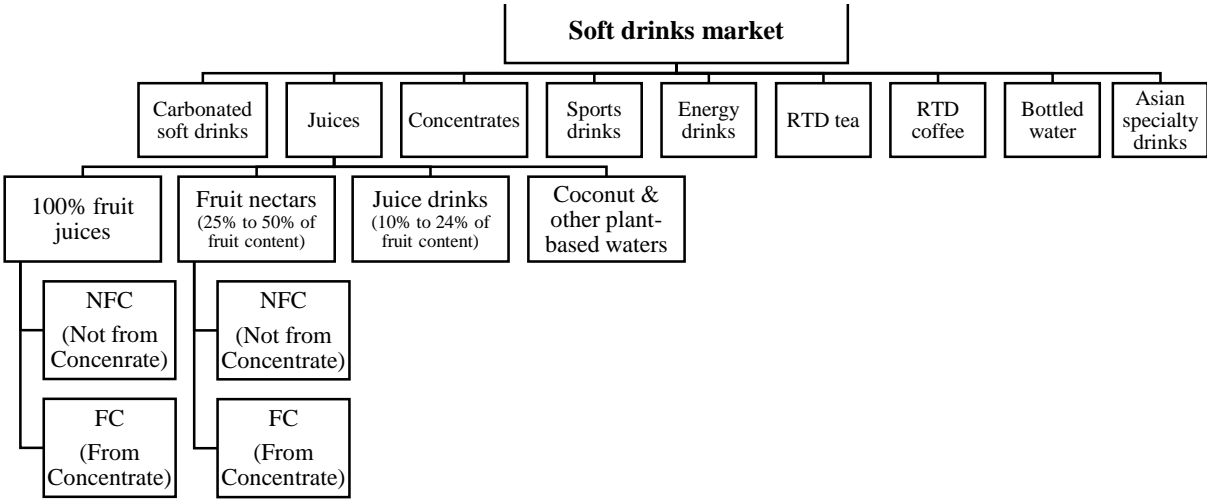 Soft drinks market
Carbonated
soft drinks
Juices
Concentrates
Sports
drinks
Energy
drinks
RTD tea
RTD
coffee
Bottled
water
Asian
specialty
drinks
100% fruit
juices
Fruit nectars
(25% to 50% of
fruit content)
Juice drinks
(10% to 24% of
fruit content)
Coconut &
other plant-
based waters
NFC
(Not from
Concenrate)
NFC
(Not from
Concentrate)
FC
(From
Concentrate)
FC
(From
Concentrate)